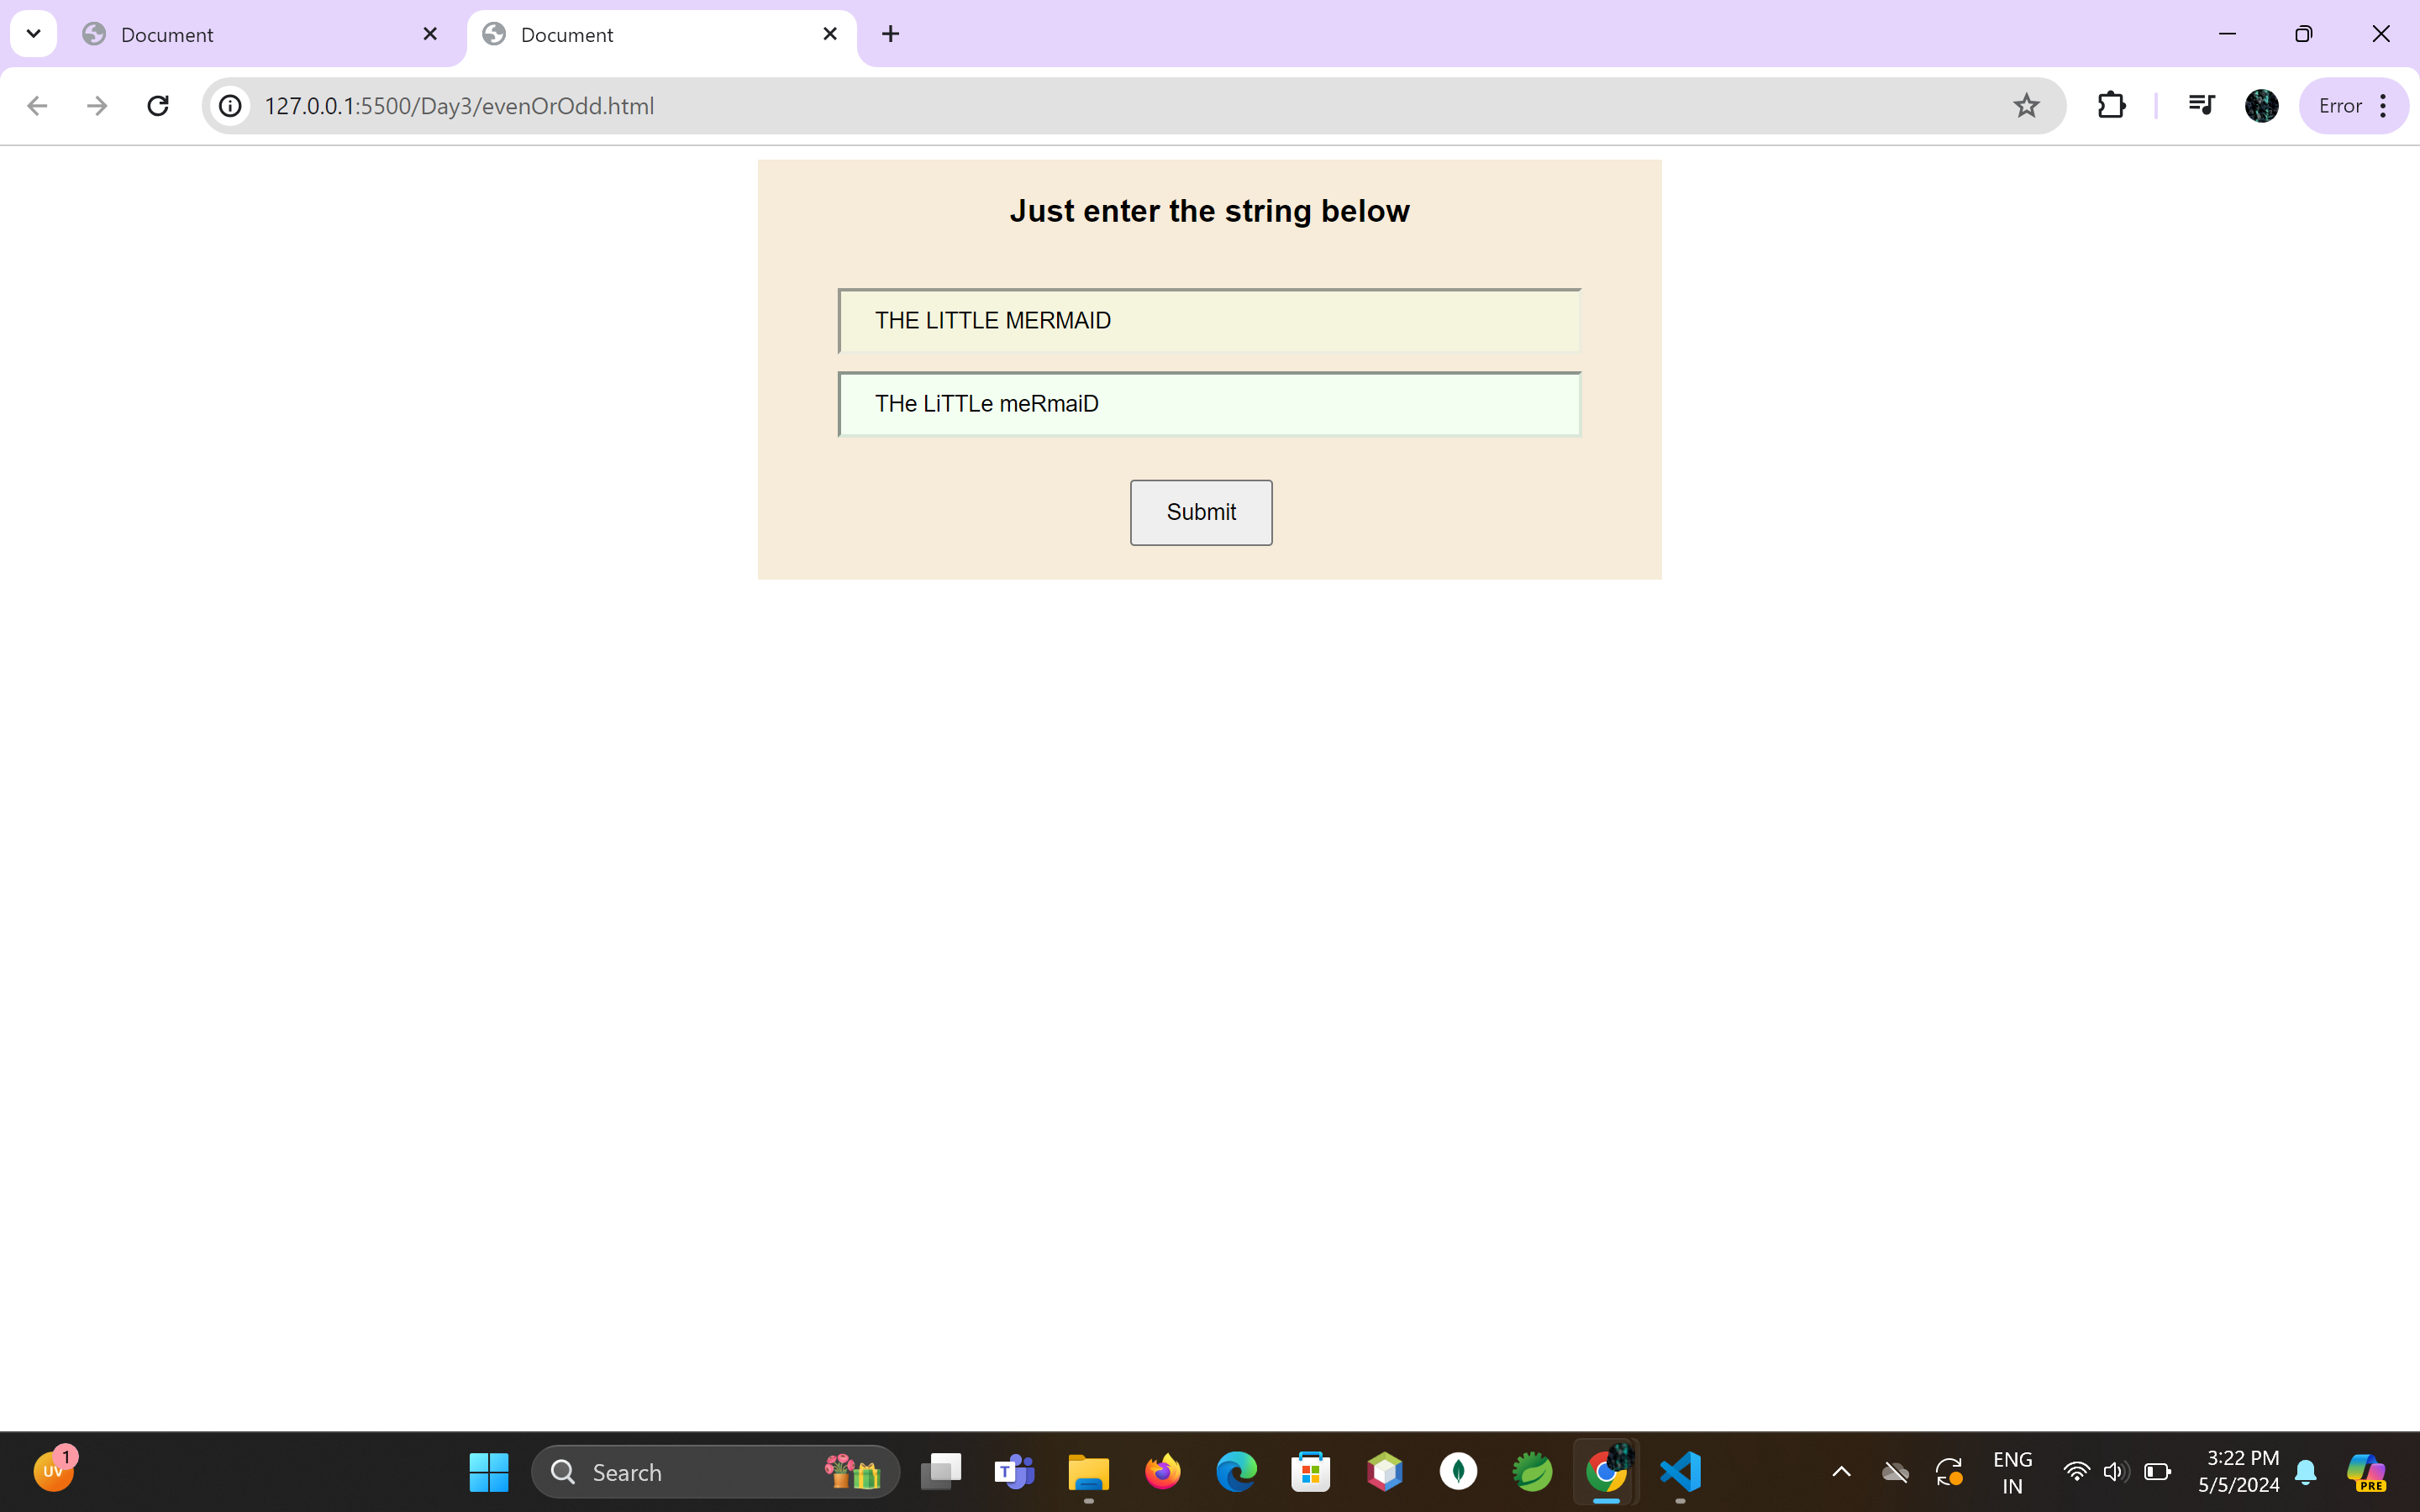 Document
Document
127.0.0.1:5500/Day3/evenOrOdd.html
Error
Just enter the string below
THE LITTLE MERMAID
THe LiTTLe meRmaiD
Submit
UV
1
Search
T
ENG
IN
3:22 PM
5/5/2024
PRE